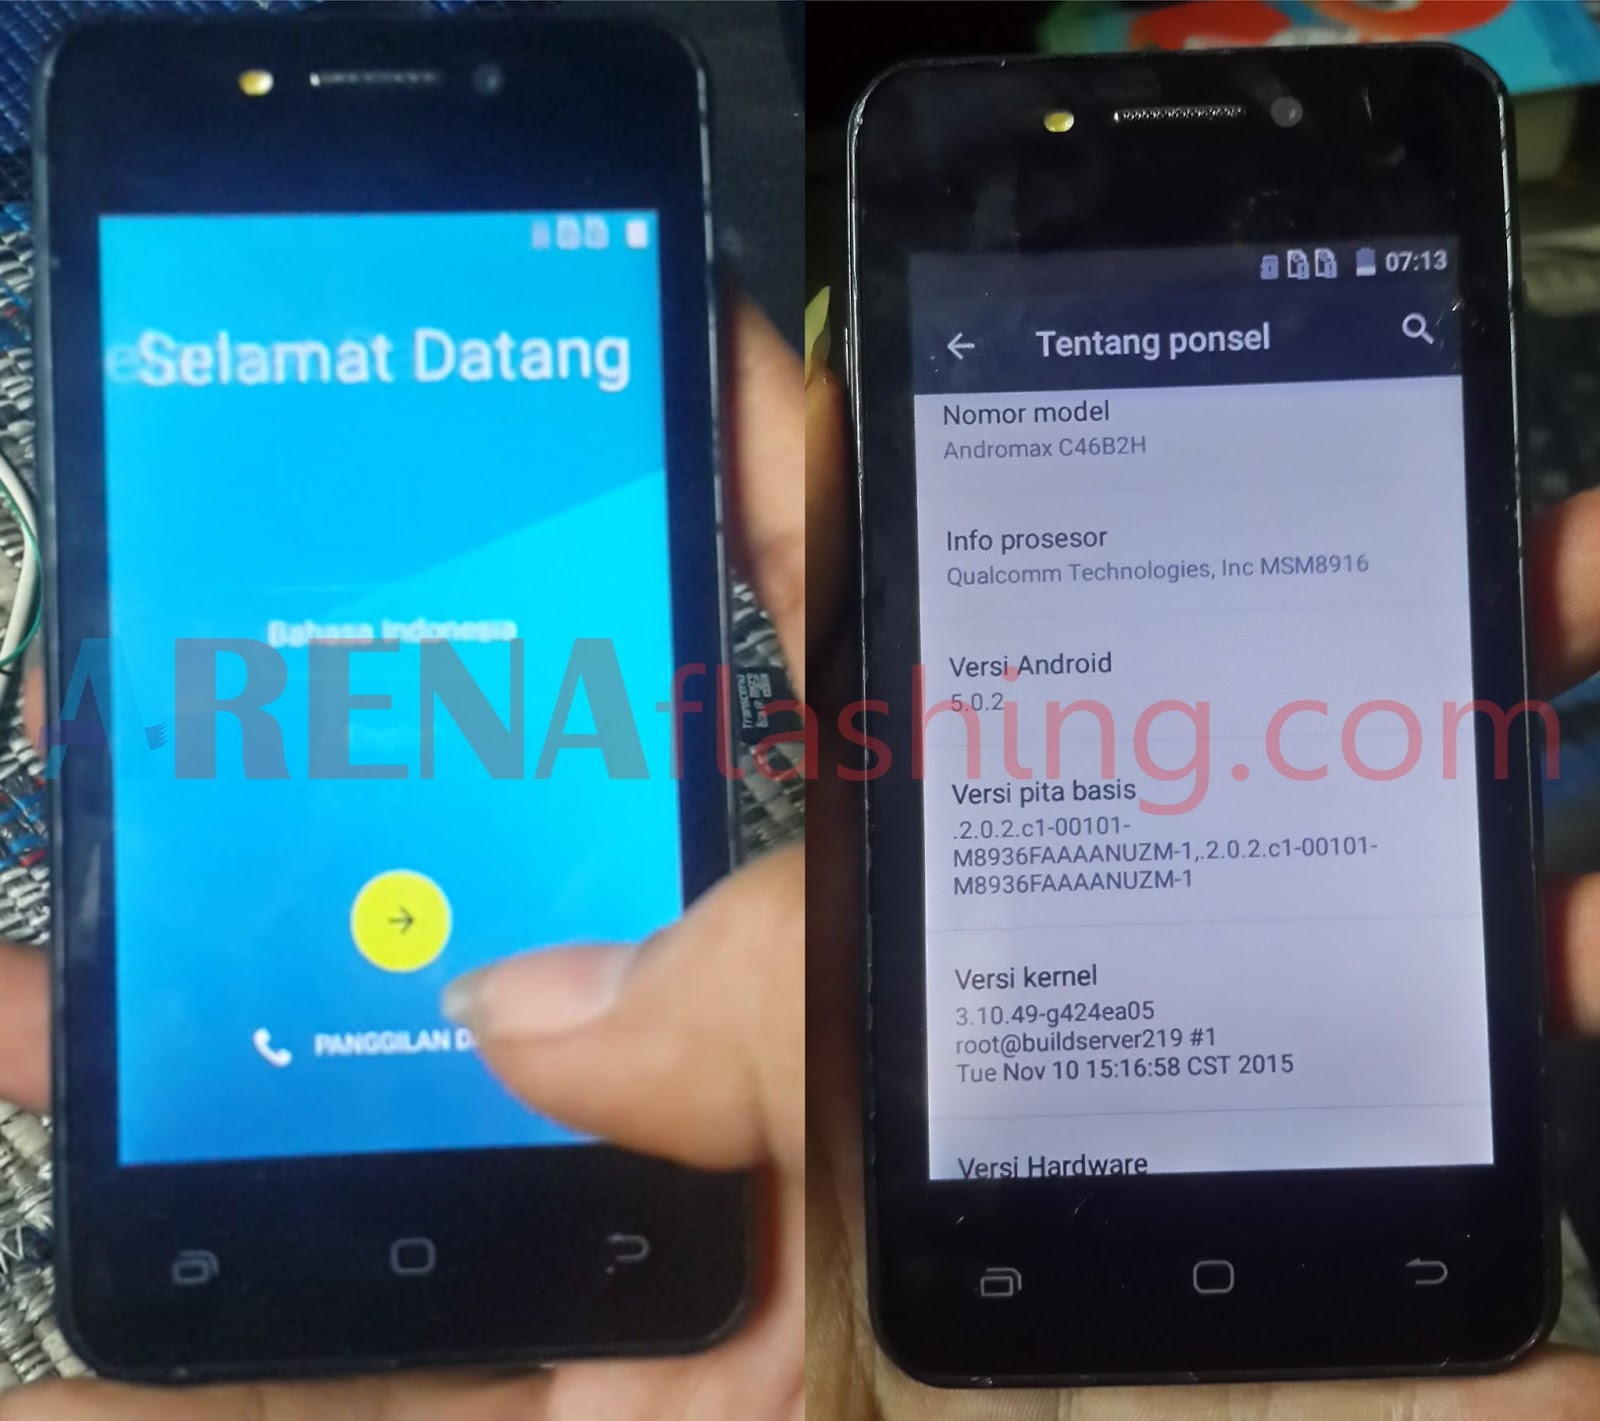 Selamat Datang
Bahasa Indonesia
PANGGILAN
07:13
Tentang ponsel
Nomor model
Andromax C46B2H
Info prosesor
Qualcomm Technologies, Inc MSM8916
Versi Android
5.0.2
Versi pita basis
.2.0.2.c1-00101-
M8936FAAAANUZM-1,.2.0.2.c1-00101-
M8936FAAAANUZM-1
Versi kernel
3.10.49-g424ea05
root@buildserver219 #1
Tue Nov 10 15:16:58 CST 2015
Versi Hardware
ARENAflashing.com
Transcend